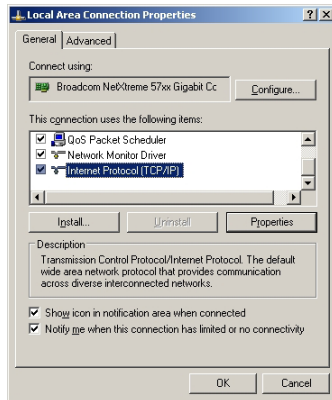 Local Area Connection Properties
General Advanced
Connect using:
Broadcom NetXtreme 57xx Gigabit Cc Configure...
This connection uses the following items:
QoS Packet Scheduler
Network Monitor Driver
Internet Protocol (TCP/IP)
Install... Uninstall Properties
Description
Transmission Control Protocol/Internet Protocol. The default
wide area network protocol that provides communication
across diverse interconnected networks.
Show icon in notification area when connected
Notify me when this connection has limited or no connectivity
OK Cancel